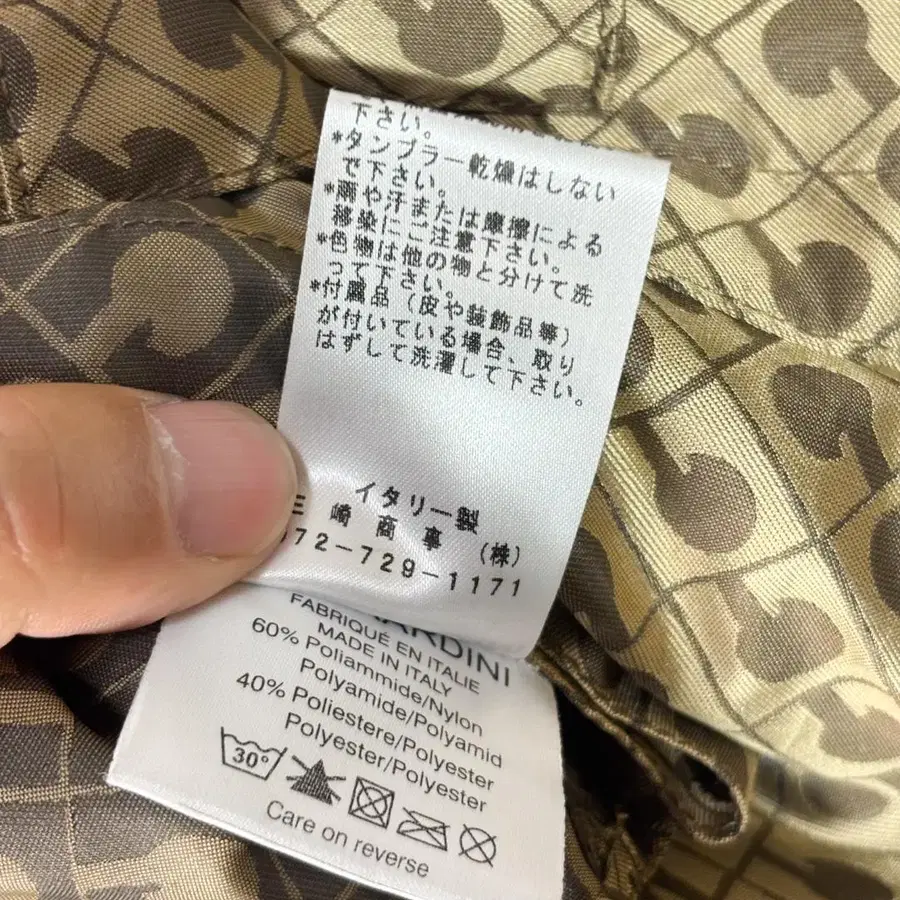 下さい。
*タンブラー乾燥はしない
で下さい。
*雨や汗または摩擦による
移染にご注意下さい。
*色物は他の物と分けて洗
って下さい。
*付属品(皮や装飾品等)
が付いている場合、取り
はずして洗濯して下さい。
イタリー製
三崎商事(株)
072-729-1171
ARDINI
FABRIQUÉ EN ITALIE
MADE IN ITALY
60% Poliammide/Nylon
Polyamide/Polyamid
40% Poliestere/Polyester
Polyester/Polyester
30°
Care on reverse